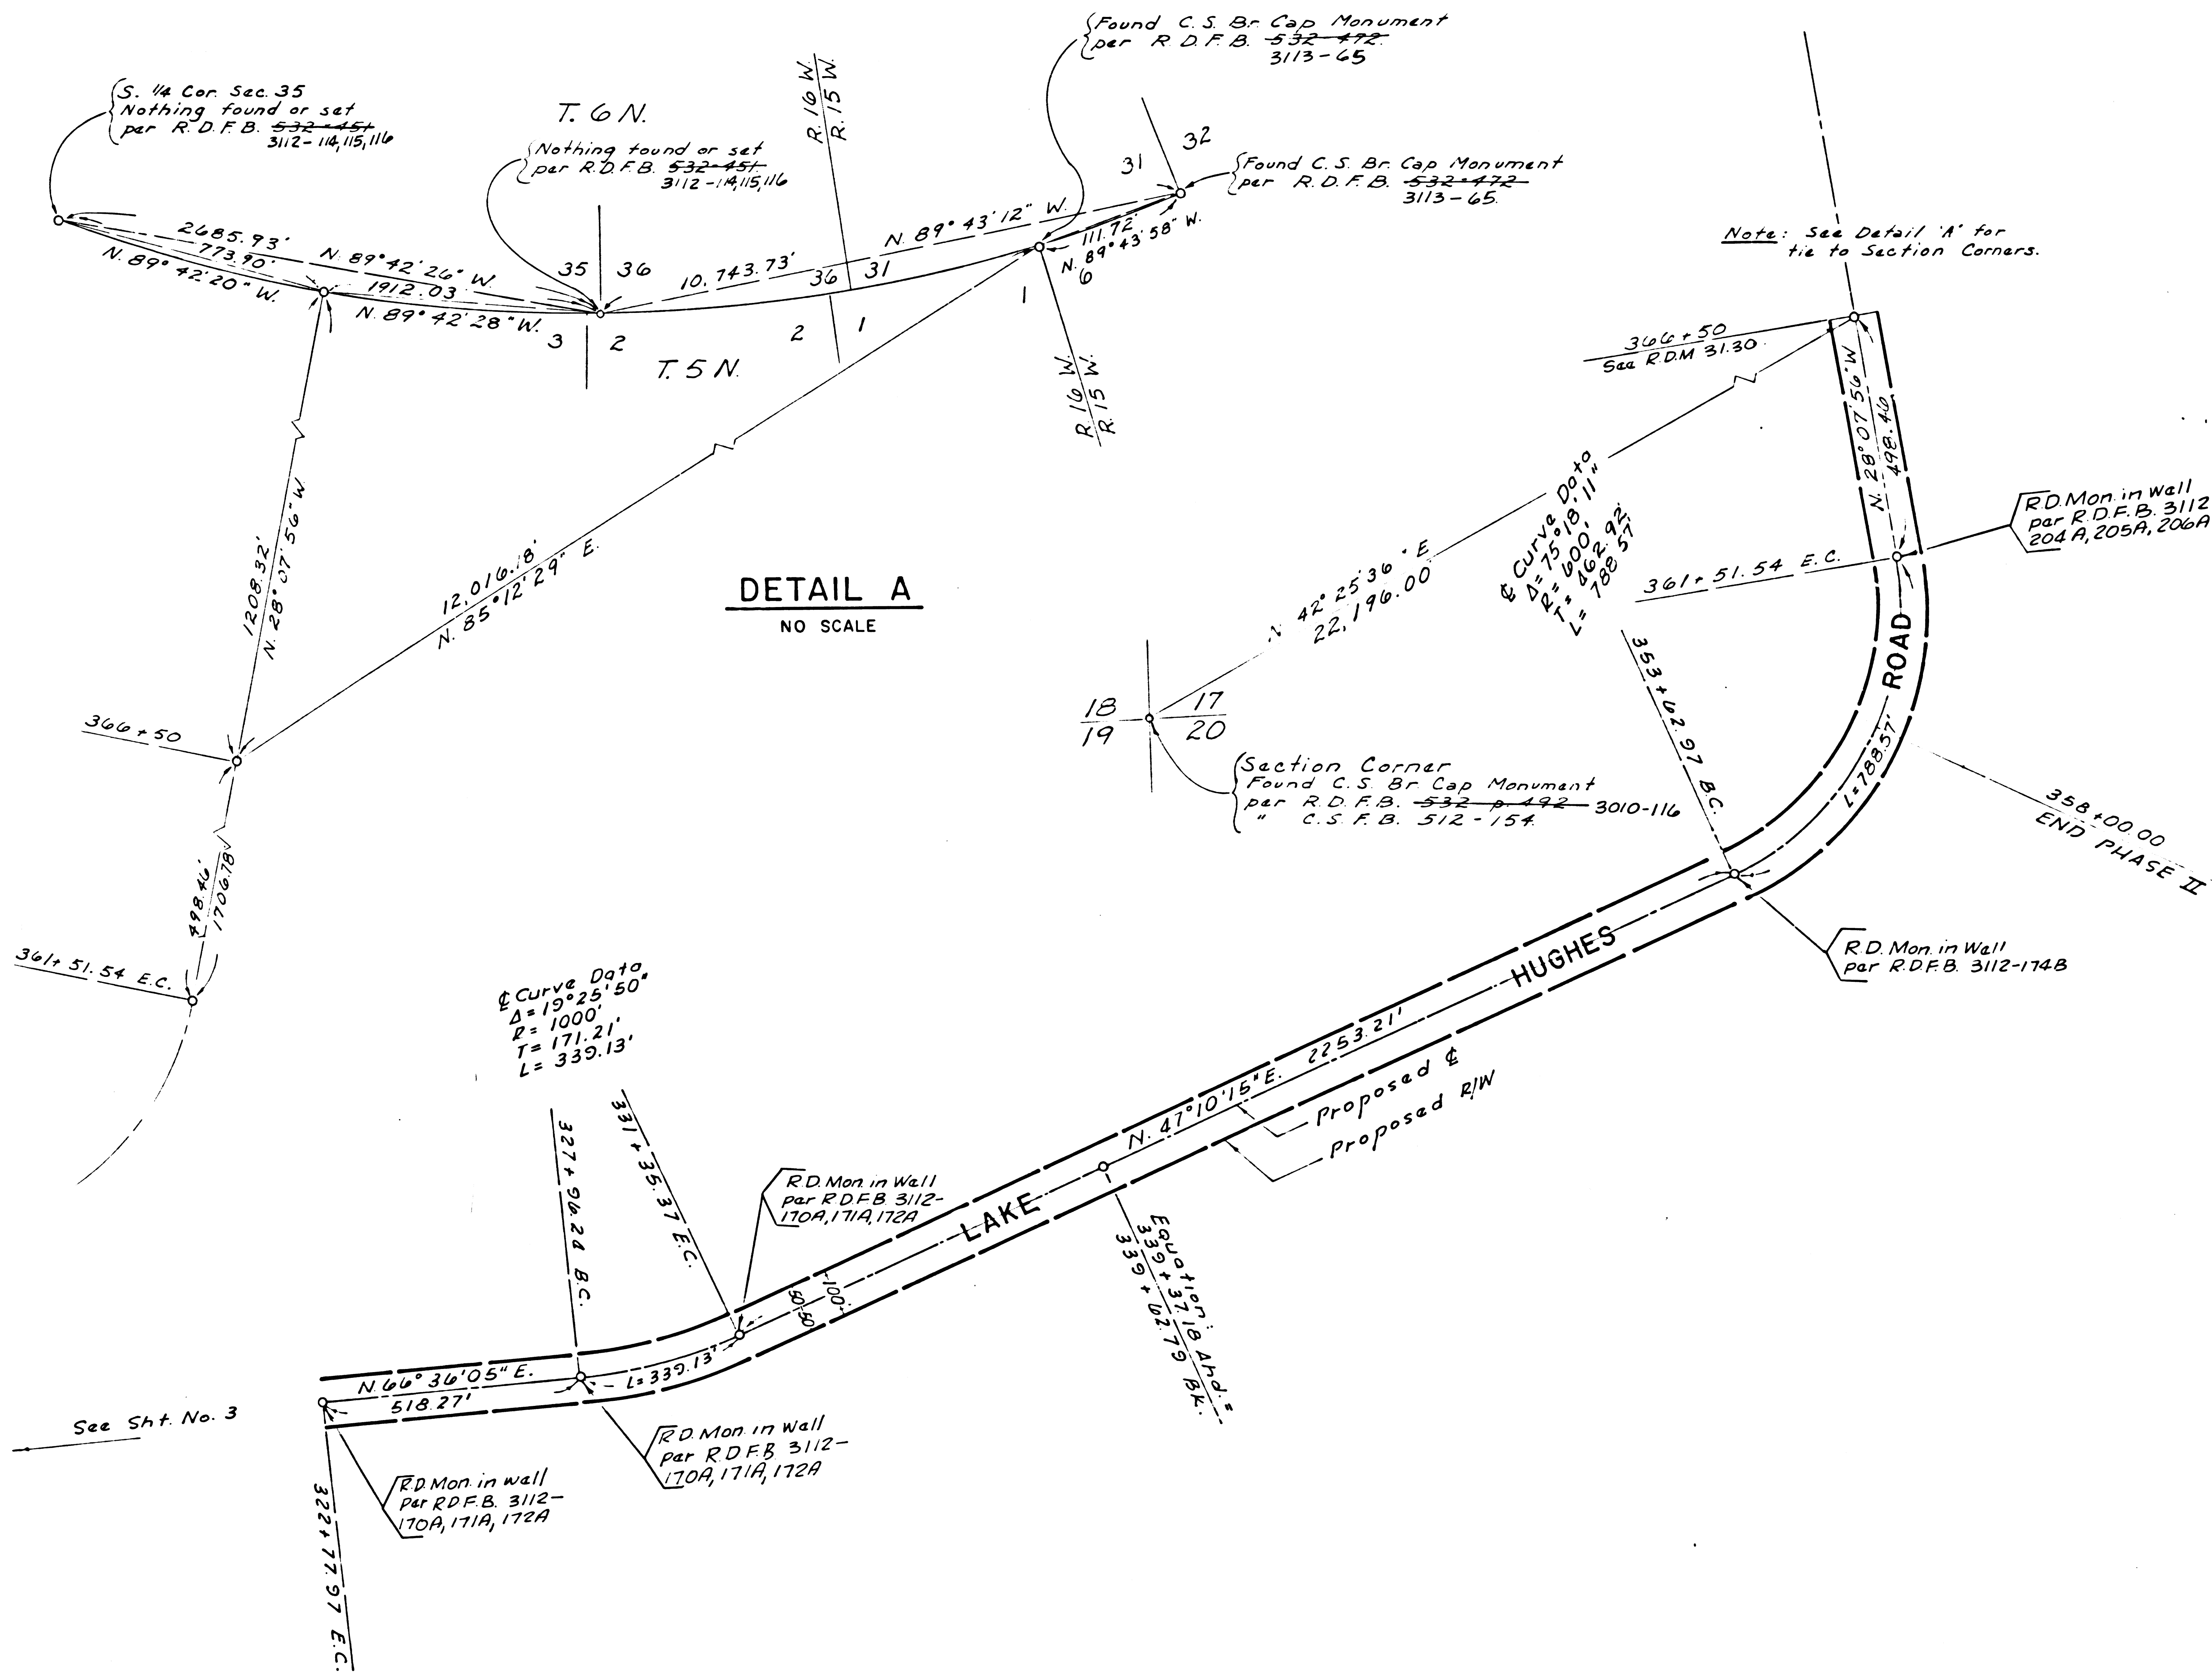 S. 1/4 Cor. Sec. 35
Nothing found or set
per R.D.F.B. 532-451
3112-114,115,116
T. 6 N.
Nothing found or set
per R.D.F.B. 532-451
3112-114,115,116
R. 16 W.
R. 15 W.
Found C.S. Br. Cap Monument
per R.D.F.B. 532-472
3113-65
31
32
Found C.S. Br. Cap Monument
per R.D.F.B. 532-472
3113-65.
2685.93'
773.90'
N. 89° 42' 20" W.
N. 89° 42' 26" W.
1912.03
N. 89° 42' 28" W.
35
36
10,743.73'
N. 89° 43' 12" W.
36
31
111.72'
N. 89° 43' 58" W.
6
1
3
2
2
1
T. 5 N.
R. 16 W.
R. 15 W.
1208.32'
N. 28° 07' 56" W.
12,016.18'
N. 85° 12' 29" E.
DETAIL A
NO SCALE
366+50
498.46'
1706.78
361+51.54 E.C.
Note: See Detail 'A' for
tie to Section Corners.
366+50
See R.D.M 31.30
N. 28° 07' 56" W
498.46
R.D. Mon. in Well
per R.D.F.B. 3112
204A, 205A, 206A
℄ Curve Data
Δ= 75° 18' 11"
R= 600'
T= 462.92'
L= 788.57'
361+51.54 E.C.
N 42° 25' 36" E
22,196.00'
18
17
19
20
Section Corner
Found C.S. Br Cap Monument
per R.D.F.B. 532 p. 492 3010-116
" C.S.F.B. 512-154
353+62.97 B.C.
ROAD
L=788.57'
358+00.00
END PHASE II
R.D. Mon. in Well
per R.D.F.B. 3112-174B
HUGHES
2253.21'
N. 47° 10' 15" E.
Proposed ℄
Proposed R/W
℄ Curve Data
Δ= 19° 25' 50"
R= 1000'
T= 171.21'
L= 339.13'
327+96.24 B.C.
331+35.37 E.C.
R.D. Mon. in Well
per R.D.F.B. 3112-
170A, 171A, 172A
LAKE
100'
50'
50'
Equation:
339+37.18 Ahd.=
339+62.79 BK.
N. 66° 36' 05" E.
518.27'
L=339.13'
See Sht. No. 3
R.D. Mon. in Well
per R.D.F.B. 3112-
170A, 171A, 172A
R.D. Mon. in Well
per R.D.F.B. 3112-
170A, 171A, 172A
322+77.97 E.C.